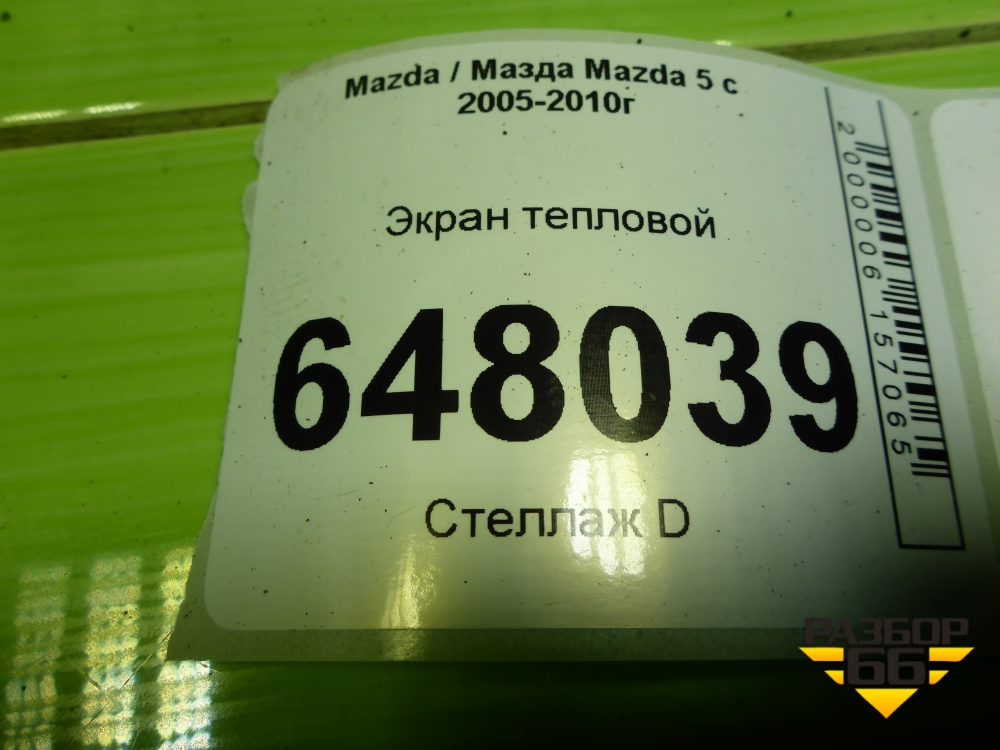 Mazda / Мазда Mazda 5 с
2005-2010г
Экран тепловой
648039
Стеллаж D
2000006157065
РАЗБОР
66